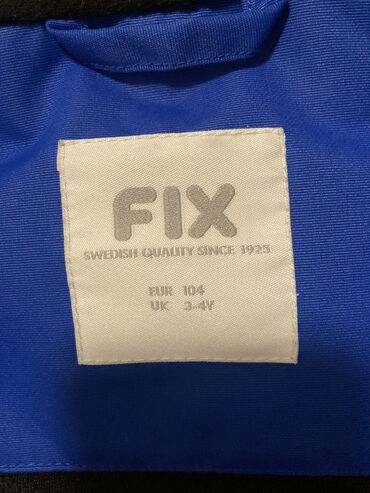 FIX
SWEDISH QUALITY SINCE 1925
EUR 104
UK 3-4Y